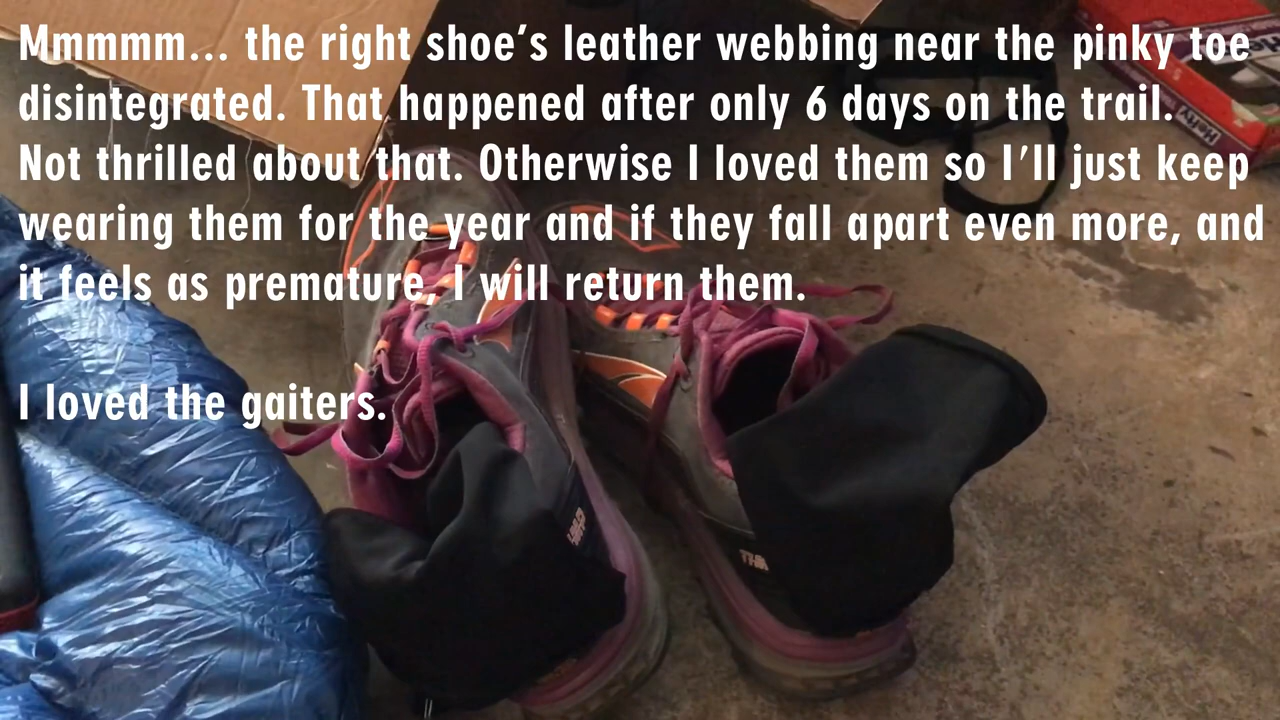 Mmmmm... the right shoe's leather webbing near the pinky toe
disintegrated. That happened after only 6 days on the trail.
Not thrilled about that. Otherwise I loved them so I'll just keep
wearing them for the year and if they fall apart even more, and
it feels as premature, I will return them.
I loved the gaiters.
Hefty